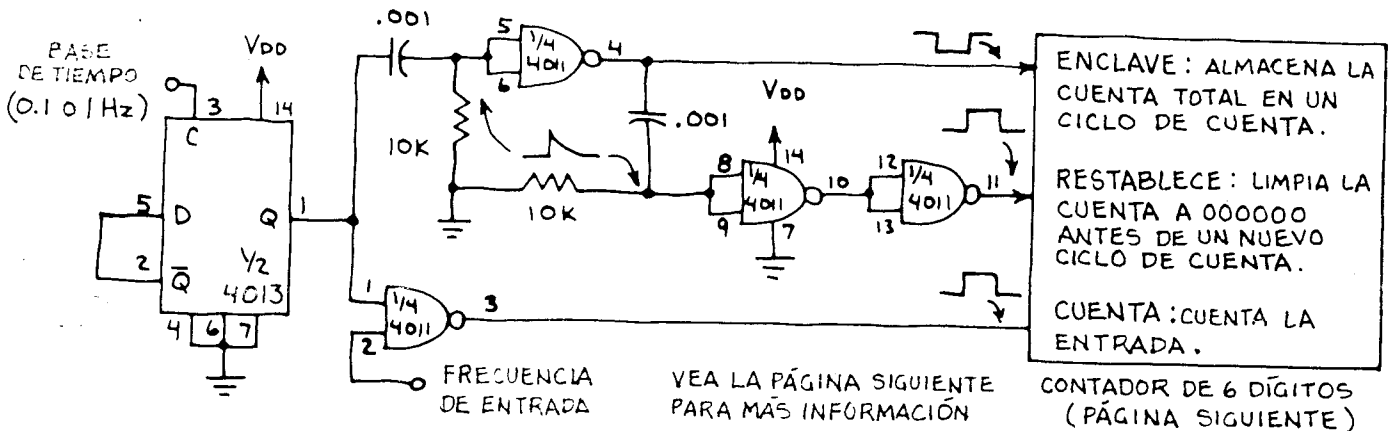 BASE
DE TIEMPO
(0.1 O 1 Hz)
VDD
3
14
C
5
D
Q
1
2
Q̅
1/2
4013
4
6
7
.001
10K
5
6
1/4
4011
4
.001
10K
VDD
8
9
1/4
4011
14
7
10
12
13
1/4
4011
11
1
2
1/4
4011
3
FRECUENCIA
DE ENTRADA
VEA LA PÁGINA SIGUIENTE
PARA MÁS INFORMACIÓN
ENCLAVE: ALMACENA LA
CUENTA TOTAL EN UN
CICLO DE CUENTA.
RESTABLECE: LIMPIA LA
CUENTA A 000000
ANTES DE UN NUEVO
CICLO DE CUENTA.
CUENTA: CUENTA LA
ENTRADA.
CONTADOR DE 6 DÍGITOS
(PÁGINA SIGUIENTE)